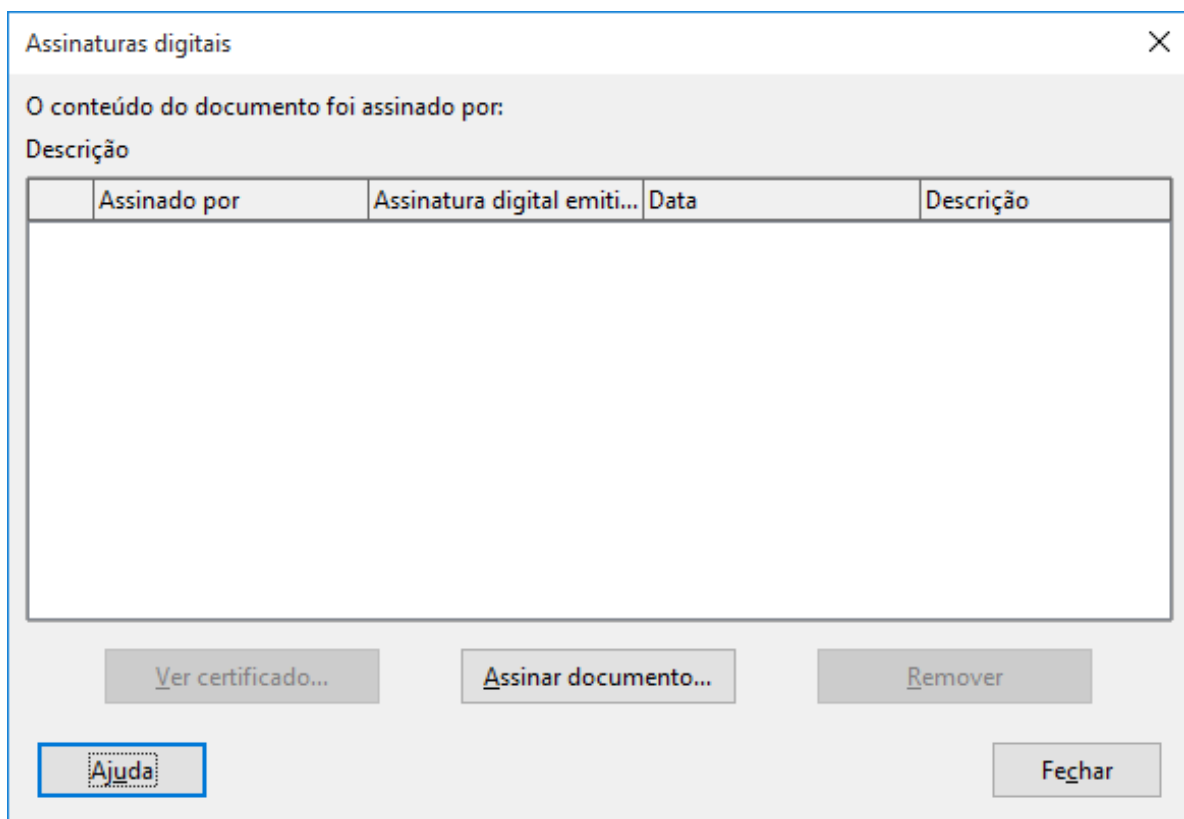 Assinaturas digitais
O conteúdo do documento foi assinado por:
Descrição
Assinado por Assinatura digital emiti... Data Descrição
Ver certificado... Assinar documento... Remover
Ajuda Fechar